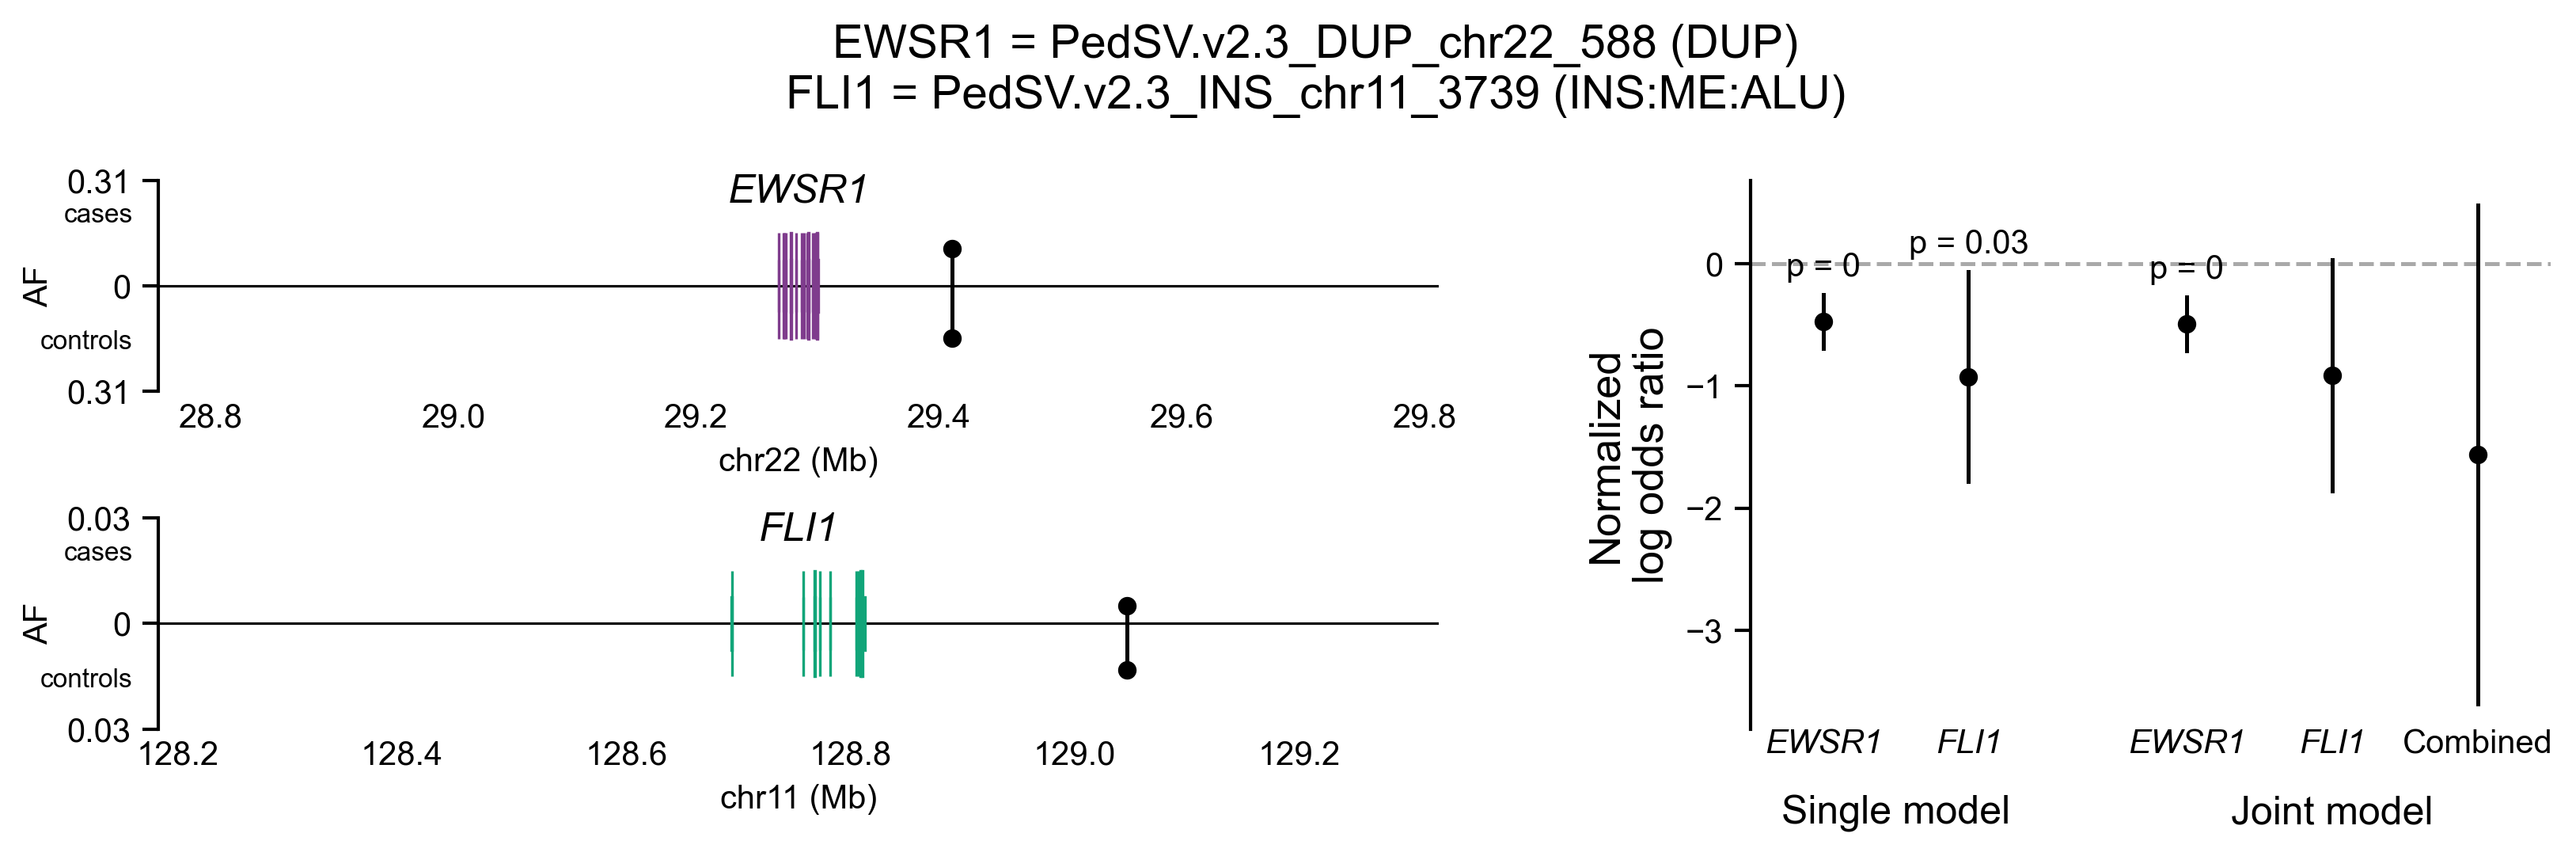 EWSR1 = PedSV.v2.3_DUP_chr22_588 (DUP)
FLI1 = PedSV.v2.3_INS_chr11_3739 (INS:ME:ALU)
EWSR1
0.31
cases
AF
0
controls
0.31
28.8 29.0 29.2 29.4 29.6 29.8
chr22 (Mb)
FLI1
0.03
cases
AF
0
controls
0.03
128.2 128.4 128.6 128.8 129.0 129.2
chr11 (Mb)
Normalized
log odds ratio
0
−1
−2
−3
p = 0
p = 0.03
p = 0
EWSR1 FLI1 EWSR1 FLI1 Combined
Single model Joint model